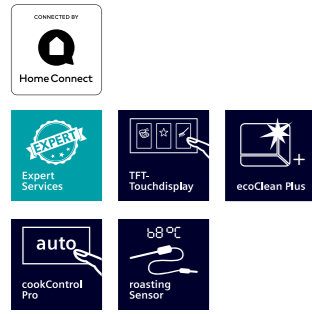 CONNECTED BY
Home Connect
EXPERT
Expert
Services
TFT-
Touchdisplay
+
ecoClean Plus
auto
cookControl
Pro
68 °C
roasting
Sensor